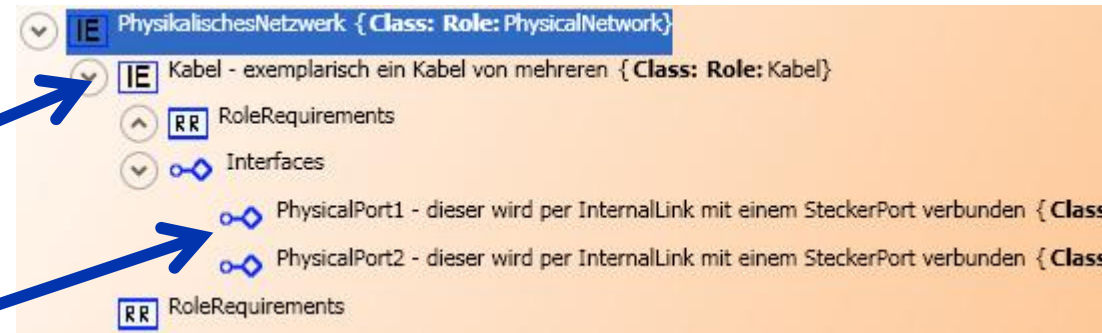 IE PhysikalischesNetzwerk {Class: Role: PhysicalNetwork}
IE Kabel - exemplarisch ein Kabel von mehreren {Class: Role: Kabel}
RR RoleRequirements
Interfaces
PhysicalPort1 - dieser wird per InternalLink mit einem SteckerPort verbunden {Class
PhysicalPort2 - dieser wird per InternalLink mit einem SteckerPort verbunden {Class
RR RoleRequirements